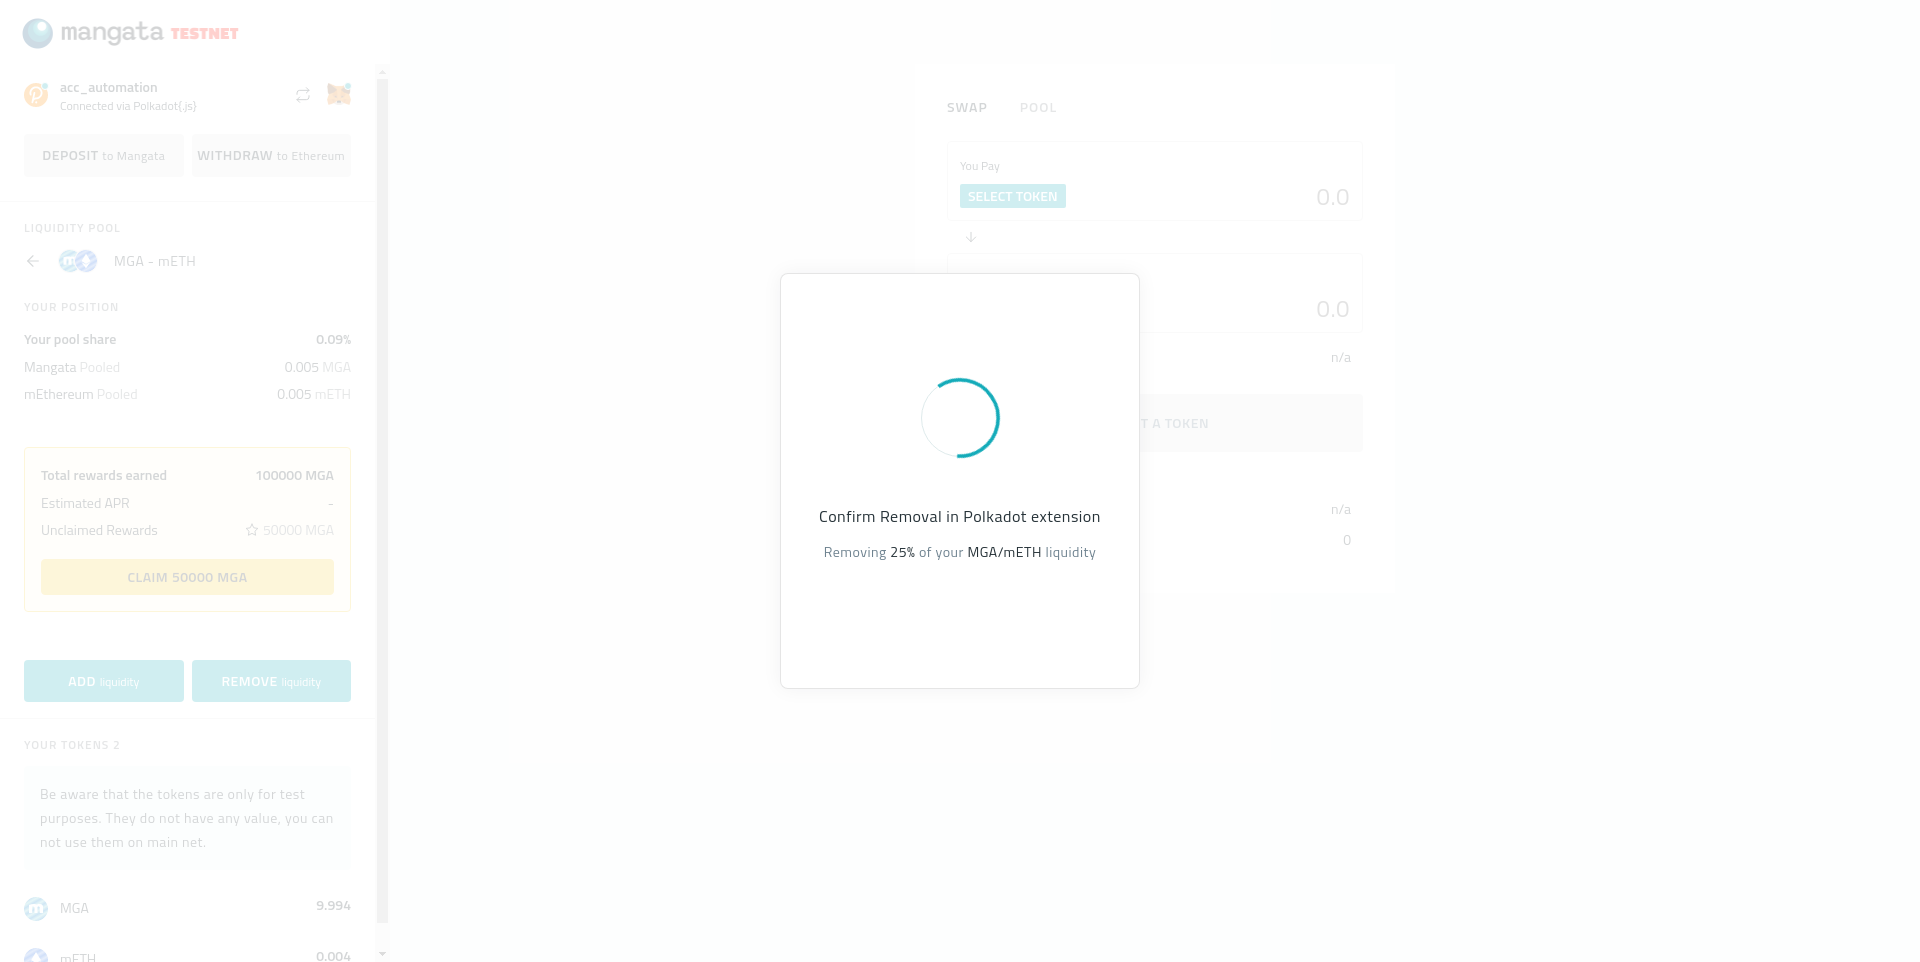 mangata TESTNET
acc_automation
Connected via Polkadot{.js}
DEPOSIT to Mangata
WITHDRAW to Ethereum
LIQUIDITY POOL
MGA - mETH
YOUR POSITION
Your pool share 0.09%
Mangata Pooled 0.005 MGA
mEthereum Pooled 0.005 mETH
Total rewards earned 100000 MGA
Estimated APR -
Unclaimed Rewards 50000 MGA
CLAIM 50000 MGA
ADD liquidity
REMOVE liquidity
YOUR TOKENS 2
Be aware that the tokens are only for test
purposes. They do not have any value, you can
not use them on main net.
MGA 9.994
mETH 0.004
SWAP POOL
You Pay
SELECT TOKEN 0.0
0.0
n/a
T A TOKEN
n/a
0
Confirm Removal in Polkadot extension
Removing 25% of your MGA/mETH liquidity